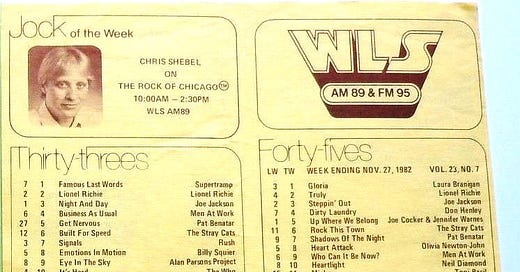 Jock of the Week
CHRIS SHEBEL
ON
THE ROCK OF CHICAGO™
10:00AM – 2:30PM
WLS AM89
WLS
AM 89 & FM 95
Thirty-threes
7 1 Famous Last Words Supertramp
2 2 Lionel Richie Lionel Richie
1 3 Night And Day Joe Jackson
6 4 Business As Usual Men At Work
27 5 Get Nervous Pat Benatar
12 6 Built For Speed The Stray Cats
3 7 Signals Rush
5 8 Emotions In Motion Billy Squier
8 9 Eye In The Sky Alan Parsons Project
4 10 It's Hard The Who
Forty-fives
LW TW WEEK ENDING NOV. 27, 1982 VOL. 23, NO. 7
3 1 Gloria Laura Branigan
4 2 Truly Lionel Richie
2 3 Steppin' Out Joe Jackson
7 4 Dirty Laundry Don Henley
1 5 Up Where We Belong Joe Cocker & Jennifer Warnes
11 6 Rock This Town The Stray Cats
9 7 Shadows Of The Night Pat Benatar
5 8 Heart Attack Olivia Newton-John
6 9 Who Can It Be Now? Men At Work
8 10 Heartlight Neil Diamond